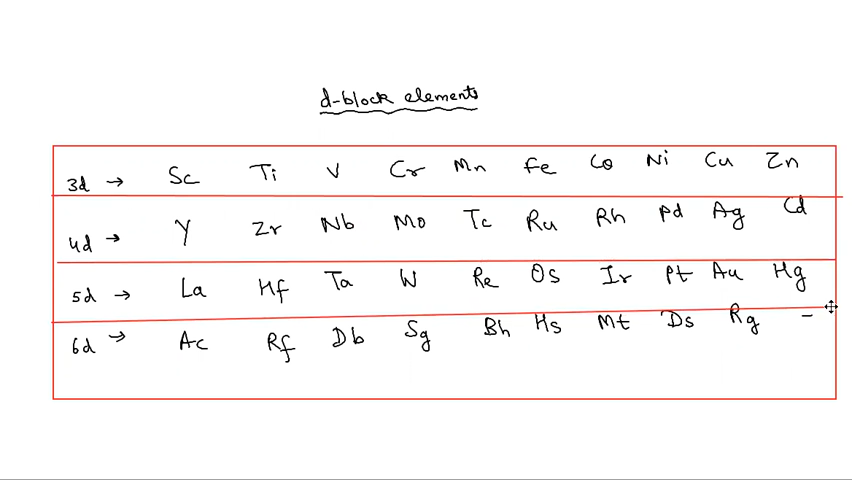 d-block elements
3d → Sc Ti V Cr Mn Fe Co Ni Cu Zn
4d → Y Zr Nb Mo Tc Ru Rh Pd Ag Cd
5d → La Hf Ta W Re Os Ir Pt Au Hg
6d → Ac Rf Db Sg Bh Hs Mt Ds Rg –